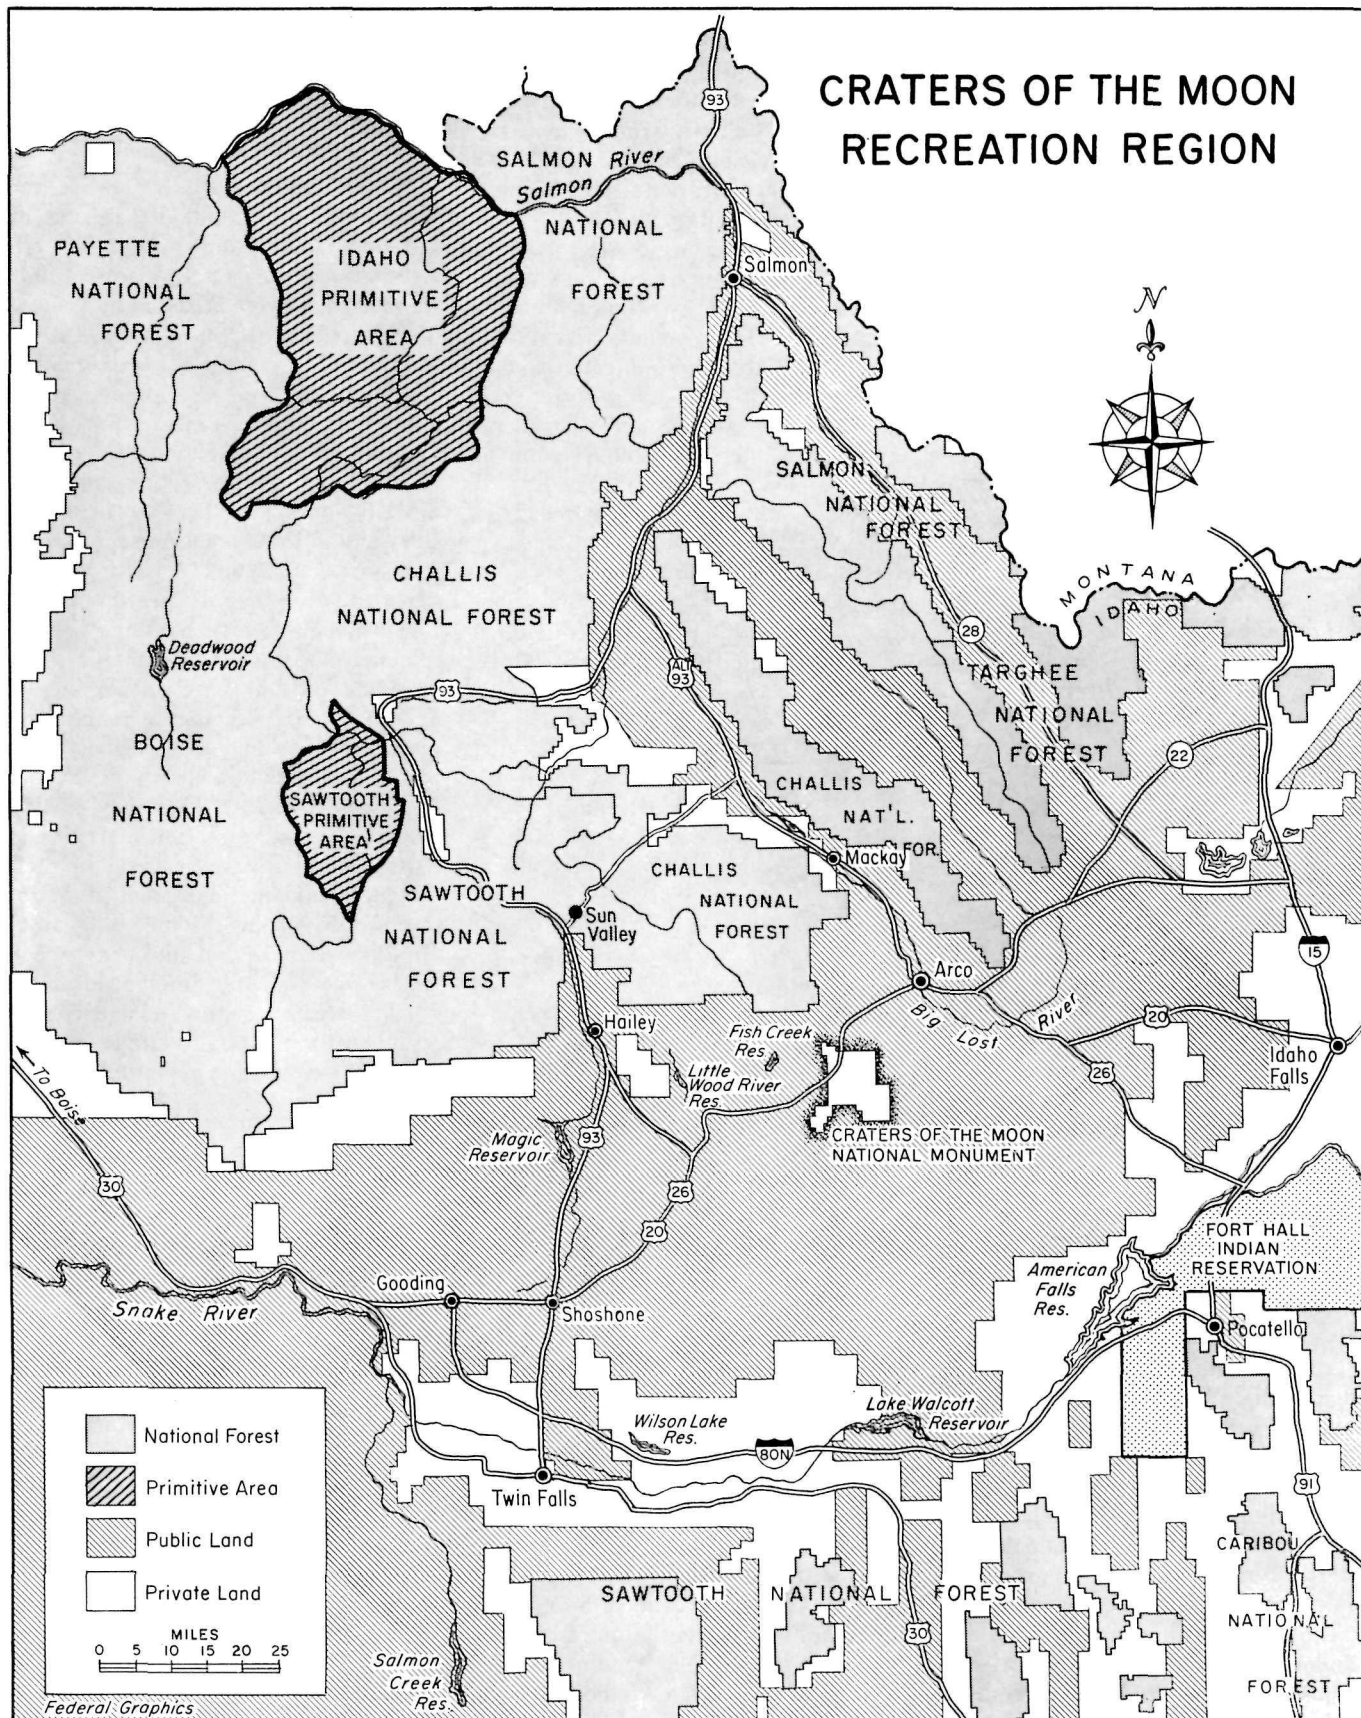 CRATERS OF THE MOON
RECREATION REGION
93
SALMON River
Salmon
NATIONAL
FOREST
PAYETTE
NATIONAL
FOREST
IDAHO
PRIMITIVE
AREA
Salmon
N
SALMON
NATIONAL
FOREST
MONTANA
IDAHO
CHALLIS
NATIONAL FOREST
28
Deadwood
Reservoir
ALT
93
93
TARGHEE
NATIONAL
FOREST
22
BOISE
NATIONAL
FOREST
SAWTOOTH
PRIMITIVE
AREA
CHALLIS
NAT'L.
FOR.
Mackay
CHALLIS
NATIONAL
FOREST
SAWTOOTH
NATIONAL
FOREST
Sun
Valley
15
Arco
Big Lost River
Hailey
Fish Creek
Res.
20
Idaho
Falls
26
Little
Wood River
Res.
To Boise
Magic
Reservoir
93
CRATERS OF THE MOON
NATIONAL MONUMENT
30
26
20
FORT HALL
INDIAN
RESERVATION
American
Falls
Res.
Gooding
Snake River
Shoshone
Pocatello
National Forest
Primitive Area
Public Land
Private Land
MILES
0 5 10 15 20 25
Lake Walcott
Reservoir
Wilson Lake
Res.
80N
Twin Falls
91
CARIBOU
NATIONAL
FOREST
SAWTOOTH NATIONAL FOREST
30
Salmon
Creek
Res.
Federal Graphics